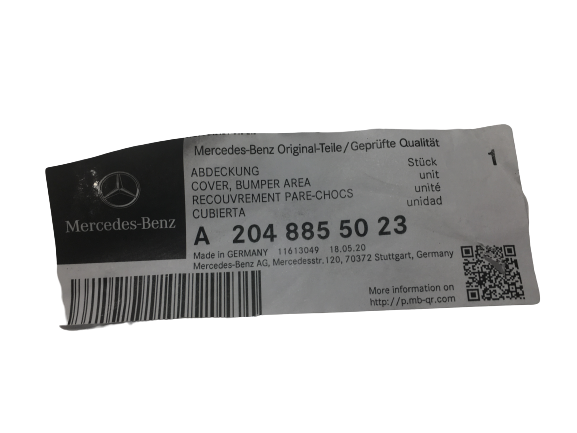 Mercedes-Benz
Mercedes-Benz Original-Teile/Geprüfte Qualität
ABDECKUNG
COVER, BUMPER AREA
RECOUVREMENT PARE-CHOCS
CUBIERTA
Stück
unit
unité
unidad
1
A 204 885 50 23
Made in GERMANY 11613049 18.05.20
Mercedes-Benz AG, Mercedesstr.120, 70372 Stuttgart, Germany
More information on
http://p.mb-qr.com